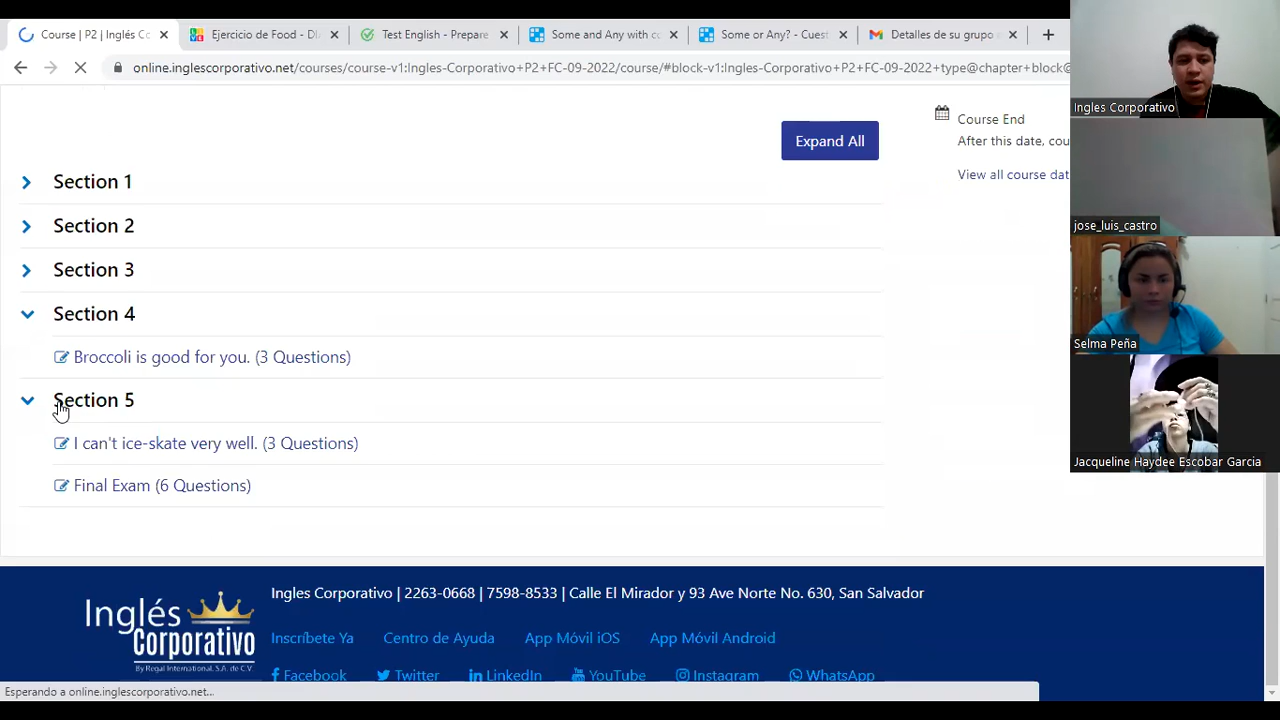 Course | P2 | Inglés Co
Ejercicio de Food - Di
Test English - Prepare
Some and Any with co
Some or Any? - Cuest
Detalles de su grupo
online.inglescorporativo.net/courses/course-v1:Ingles-Corporativo+P2+FC-09-2022/course/#block-v1:Ingles-Corporativo+P2+FC-09-2022+type@chapter+block@
Ingles Corporativo
Course End
After this date, cou
View all course dat
Expand All
Section 1
Section 2
Section 3
Section 4
Broccoli is good for you. (3 Questions)
Section 5
I can't ice-skate very well. (3 Questions)
Final Exam (6 Questions)
jose_luis_castro
Selma Peña
Jacqueline Haydee Escobar Garcia
Inglés
Corporativo
By Regal International, S.A. de C.V.
Ingles Corporativo | 2263-0668 | 7598-8533 | Calle El Mirador y 93 Ave Norte No. 630, San Salvador
Inscríbete Ya
Centro de Ayuda
App Móvil iOS
App Móvil Android
Facebook
Twitter
LinkedIn
YouTube
Instagram
WhatsApp
Esperando a online.inglescorporativo.net...